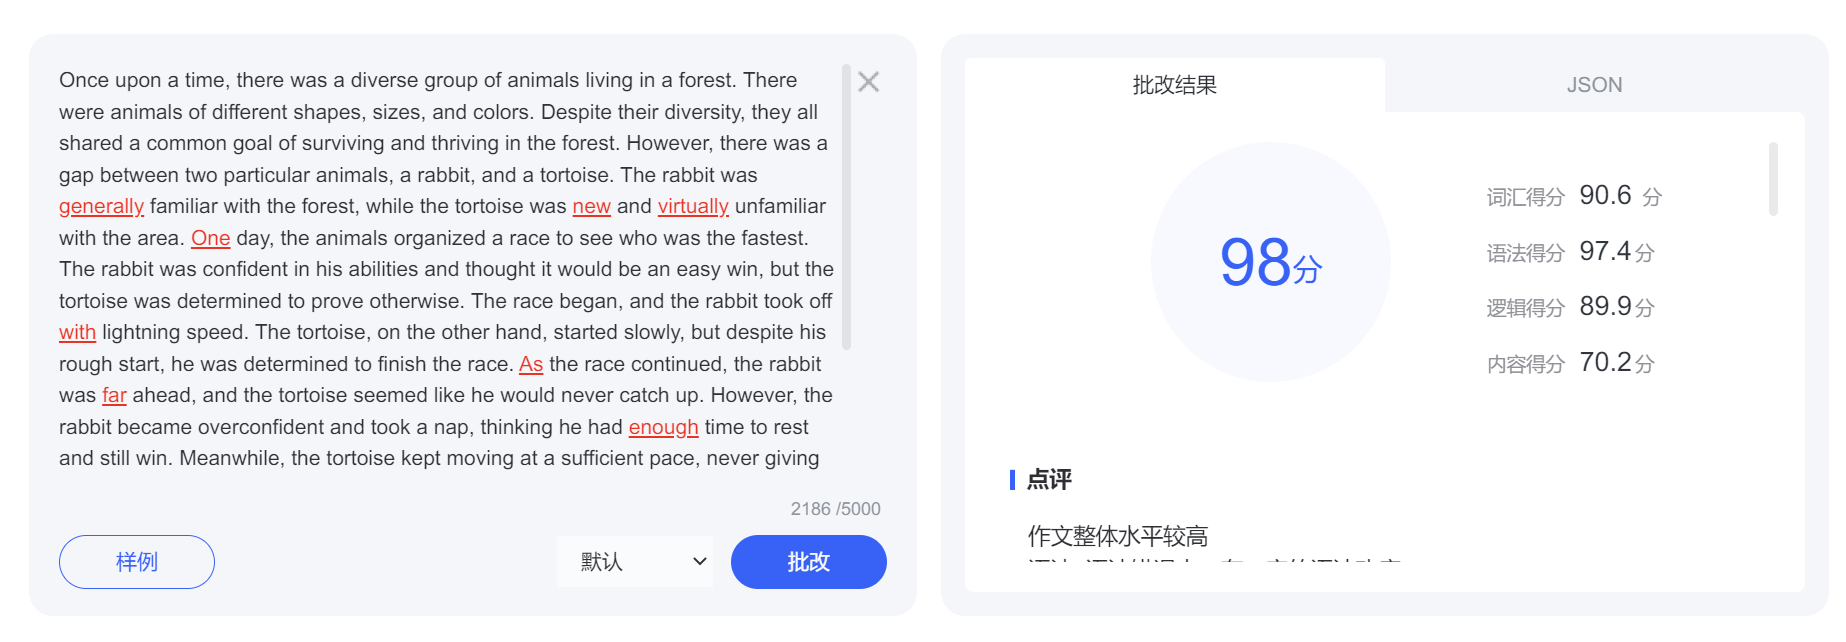 Once upon a time, there was a diverse group of animals living in a forest. There
were animals of different shapes, sizes, and colors. Despite their diversity, they all
shared a common goal of surviving and thriving in the forest. However, there was a
gap between two particular animals, a rabbit, and a tortoise. The rabbit was
generally familiar with the forest, while the tortoise was new and virtually unfamiliar
with the area. One day, the animals organized a race to see who was the fastest.
The rabbit was confident in his abilities and thought it would be an easy win, but the
tortoise was determined to prove otherwise. The race began, and the rabbit took off
with lightning speed. The tortoise, on the other hand, started slowly, but despite his
rough start, he was determined to finish the race. As the race continued, the rabbit
was far ahead, and the tortoise seemed like he would never catch up. However, the
rabbit became overconfident and took a nap, thinking he had enough time to rest
and still win. Meanwhile, the tortoise kept moving at a sufficient pace, never giving
2186 /5000
样例
默认
批改
批改结果
JSON
98分
词汇得分 90.6 分
语法得分 97.4分
逻辑得分 89.9分
内容得分 70.2分
点评
作文整体水平较高